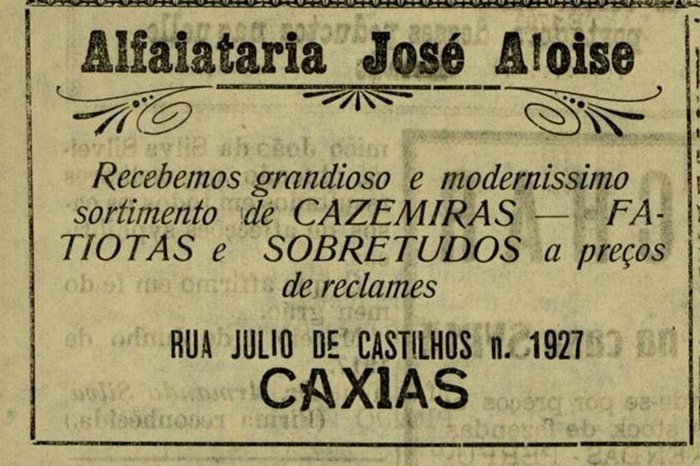 Alfaiataria José Aloise
Recebemos grandioso e modernissimo
sortimento de CAZEMIRAS — FA-
TIOTAS e SOBRETUDOS a preços
de reclames
RUA JULIO DE CASTILHOS n. 1927
CAXIAS